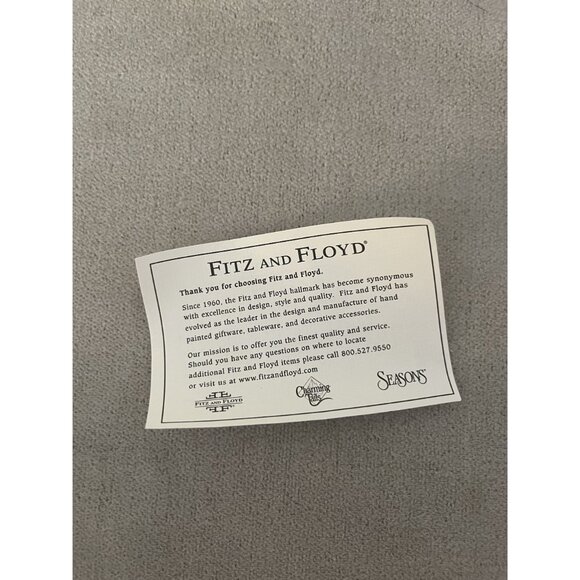 FITZ AND FLOYD®
Thank you for choosing Fitz and Floyd.
Since 1960, the Fitz and Floyd hallmark has become synonymous
with excellence in design, style and quality. Fitz and Floyd has
evolved as the leader in the design and manufacture of hand
painted giftware, tableware, and decorative accessories.
Our mission is to offer you the finest quality and service.
Should you have any questions on where to locate
additional Fitz and Floyd items please call 800.527.9550
or visit us at www.fitzandfloyd.com
FITZ AND FLOYD
Charming Tails
SEASONS